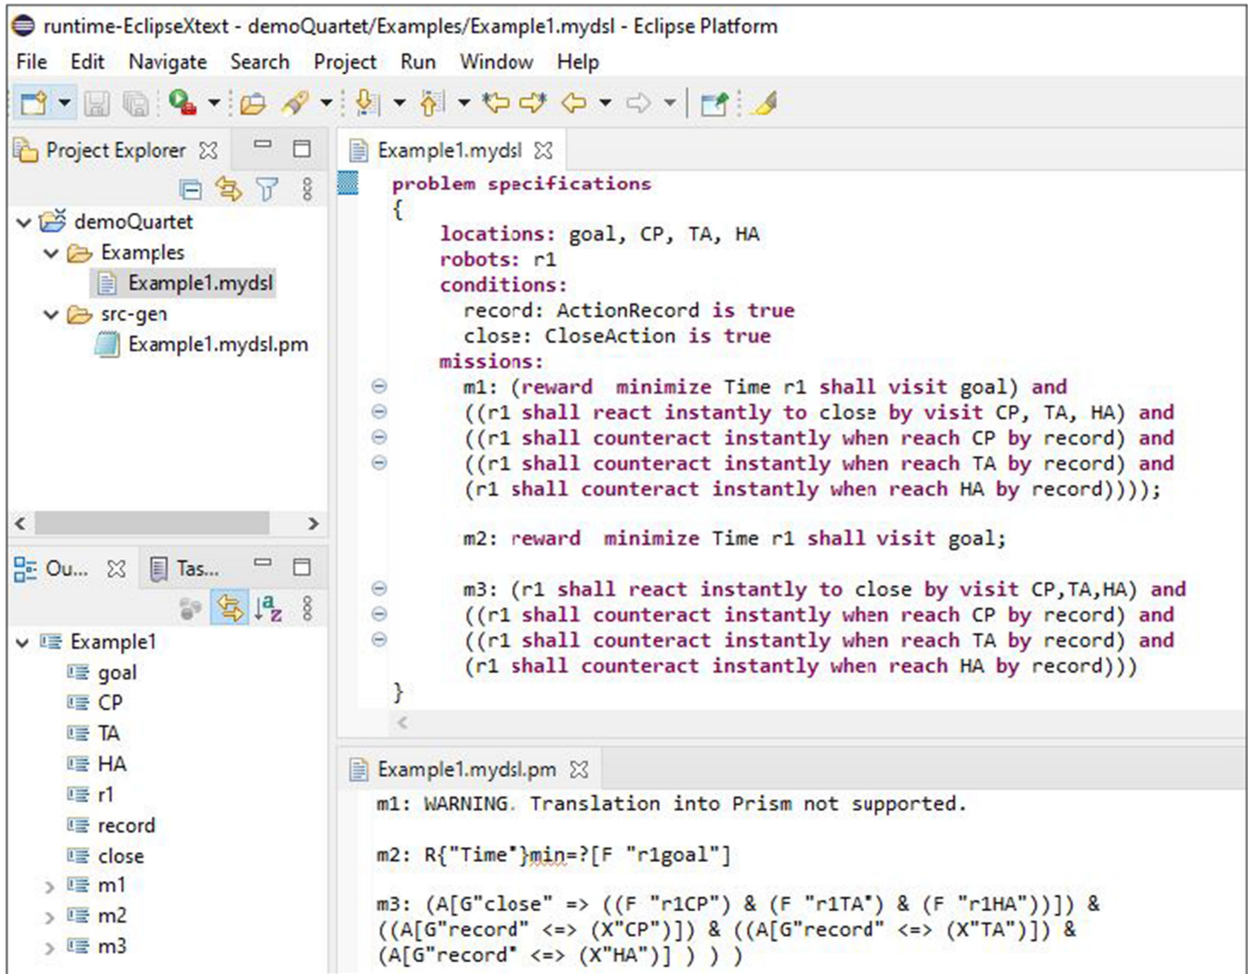 runtime-EclipseXtext - demoQuartet/Examples/Example1.mydsl - Eclipse Platform
File Edit Navigate Search Project Run Window Help
Project Explorer
demoQuartet
Examples
Example1.mydsl
src-gen
Example1.mydsl.pm
Ou... Tas...
Example1
goal
CP
TA
HA
r1
record
close
m1
m2
m3
Example1.mydsl
problem specifications
{
locations: goal, CP, TA, HA
robots: r1
conditions:
record: ActionRecord is true
close: CloseAction is true
missions:
m1: (reward minimize Time r1 shall visit goal) and
((r1 shall react instantly to close by visit CP, TA, HA) and
((r1 shall counteract instantly when reach CP by record) and
((r1 shall counteract instantly when reach TA by record) and
(r1 shall counteract instantly when reach HA by record))));
m2: reward minimize Time r1 shall visit goal;
m3: (r1 shall react instantly to close by visit CP,TA,HA) and
((r1 shall counteract instantly when reach CP by record) and
((r1 shall counteract instantly when reach TA by record) and
(r1 shall counteract instantly when reach HA by record)))
}
Example1.mydsl.pm
m1: WARNING. Translation into Prism not supported.
m2: R{"Time"}min=?[F "r1goal"]
m3: (A[G"close" => ((F "r1CP") & (F "r1TA") & (F "r1HA"))]) &
((A[G"record" <=> (X"CP")]) & ((A[G"record" <=> (X"TA")]) &
(A[G"record" <=> (X"HA")] ) ) )